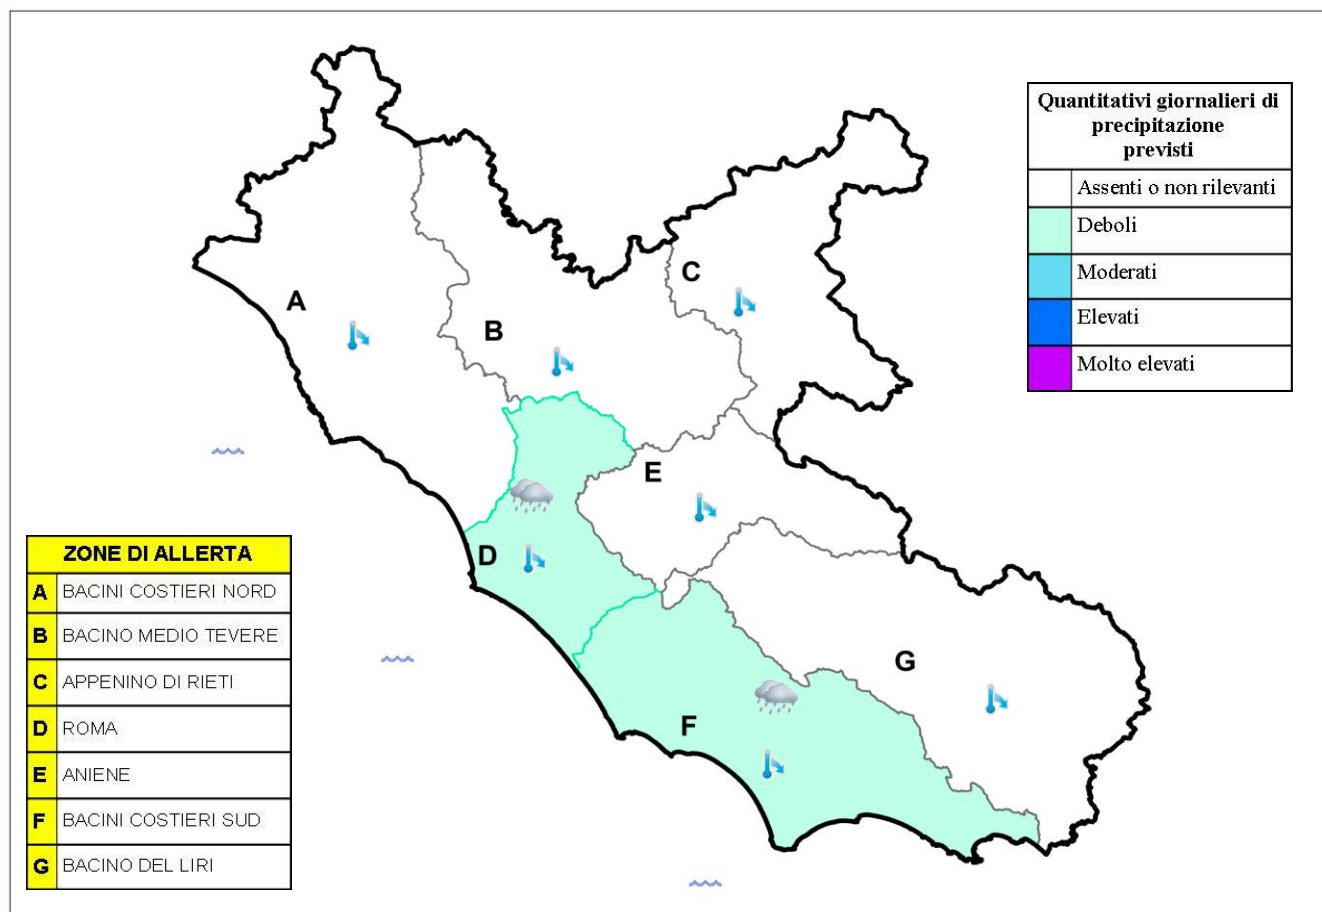 Quantitativi giornalieri di
precipitazione
previsti
Assenti o non rilevanti
Deboli
Moderati
Elevati
Molto elevati
A
B
C
E
D
G
F
ZONE DI ALLERTA
A BACINI COSTIERI NORD
B BACINO MEDIO TEVERE
C APPENINO DI RIETI
D ROMA
E ANIENE
F BACINI COSTIERI SUD
G BACINO DEL LIRI